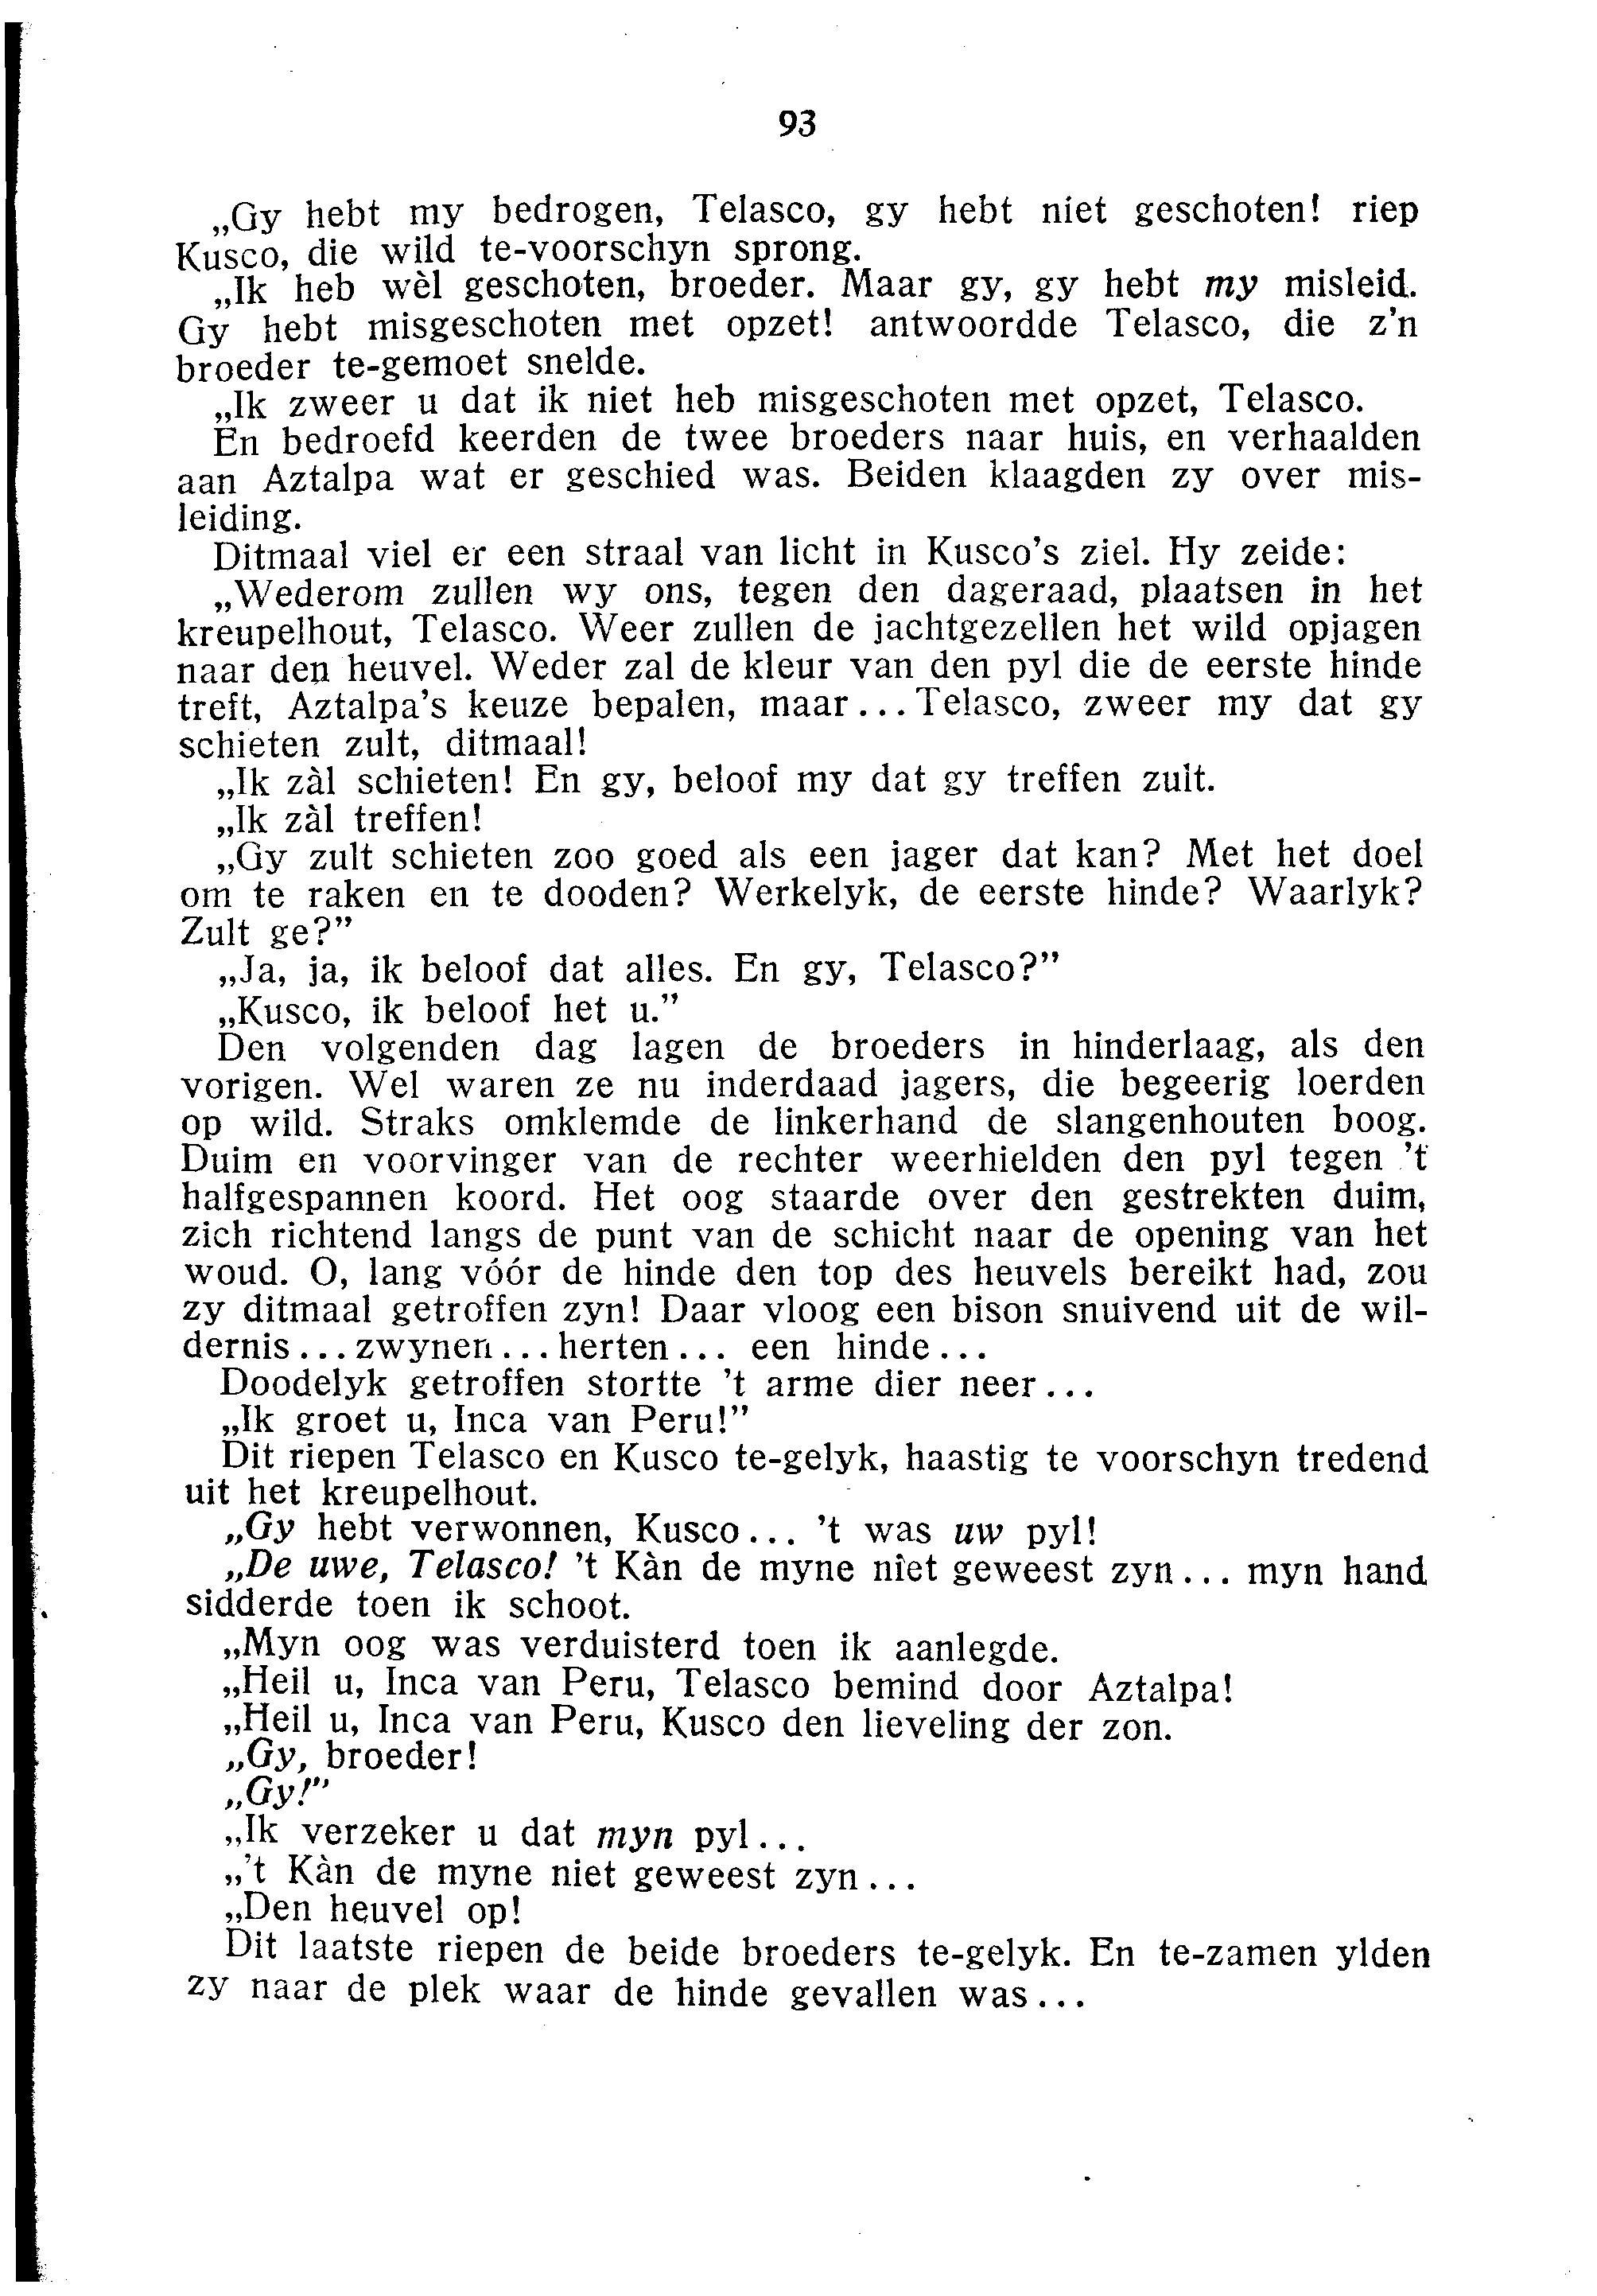 93
„Gy hebt my bedrogen, Telasco, gy hebt niet geschoten! riep
Kusco, die wild te-voorschyn sprong.
„Ik heb wèl geschoten, broeder. Maar gy, gy hebt my misleid.
Gy hebt misgeschoten met opzet! antwoordde Telasco, die z’n
broeder te-gemoet snelde.
„Ik zweer u dat ik niet heb misgeschoten met opzet, Telasco.
En bedroefd keerden de twee broeders naar huis, en verhaalden
aan Aztalpa wat er geschied was. Beiden klaagden zy over mis-
leiding.
Ditmaal viel er een straal van licht in Kusco’s ziel. Hy zeide:
„Wederom zullen wy ons, tegen den dageraad, plaatsen in het
kreupelhout, Telasco. Weer zullen de jachtgezellen het wild opjagen
naar den heuvel. Weder zal de kleur van den pyl die de eerste hinde
treft, Aztalpa’s keuze bepalen, maar... Telasco, zweer my dat gy
schieten zult, ditmaal!
„Ik zàl schieten! En gy, beloof my dat gy treffen zult.
„Ik zàl treffen!
„Gy zult schieten zoo goed als een jager dat kan? Met het doel
om te raken en te dooden? Werkelyk, de eerste hinde? Waarlyk?
Zult ge?”
„Ja, ja, ik beloof dat alles. En gy, Telasco?”
„Kusco, ik beloof het u.”
Den volgenden dag lagen de broeders in hinderlaag, als den
vorigen. Wel waren ze nu inderdaad jagers, die begeerig loerden
op wild. Straks omklemde de linkerhand de slangenhouten boog.
Duim en voorvinger van de rechter weerhielden den pyl tegen ’t
halfgespannen koord. Het oog staarde over den gestrekten duim,
zich richtend langs de punt van de schicht naar de opening van het
woud. O, lang vóór de hinde den top des heuvels bereikt had, zou
zy ditmaal getroffen zyn! Daar vloog een bison snuivend uit de wil-
dernis... zwynen... herten... een hinde...
Doodelyk getroffen stortte ’t arme dier neer...
„Ik groet u, Inca van Peru!”
Dit riepen Telasco en Kusco te-gelyk, haastig te voorschyn tredend
uit het kreupelhout.
„Gy hebt verwonnen, Kusco... ’t was uw pyl!
„De uwe, Telasco! ’t Kàn de myne niet geweest zyn... myn hand
sidderde toen ik schoot.
„Myn oog was verduisterd toen ik aanlegde.
„Heil u, Inca van Peru, Telasco bemind door Aztalpa!
„Heil u, Inca van Peru, Kusco den lieveling der zon.
„Gy, broeder!
„Gy!”
„Ik verzeker u dat myn pyl...
„’t Kàn de myne niet geweest zyn...
„Den heuvel op!
Dit laatste riepen de beide broeders te-gelyk. En te-zamen ylden
zy naar de plek waar de hinde gevallen was...